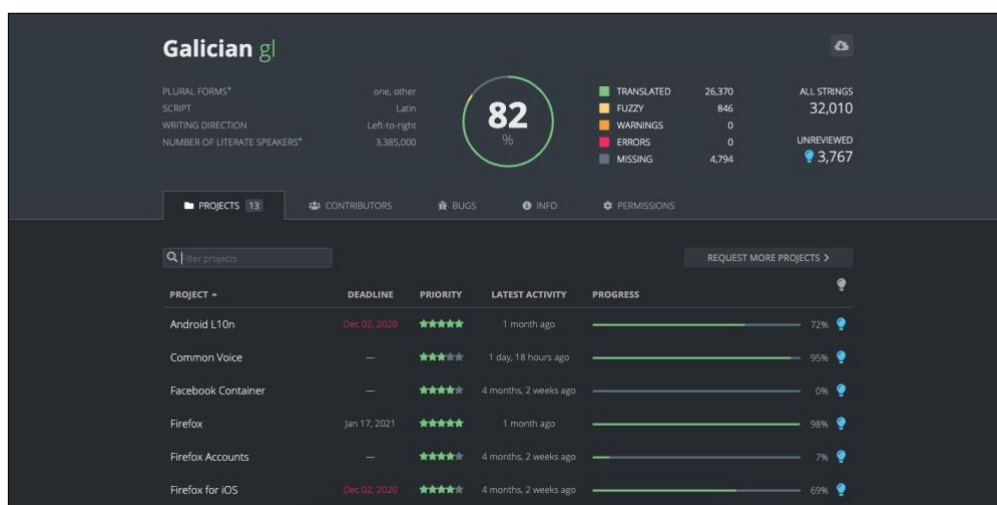 Galician gl
PLURAL FORMS* one, other
SCRIPT Latin
WRITING DIRECTION Left-to-right
NUMBER OF LITERATE SPEAKERS* 3,385,000
82
%
TRANSLATED 26,370
FUZZY 846
WARNINGS 0
ERRORS 0
MISSING 4,794
ALL STRINGS
32,010
UNREVIEWED
3,767
PROJECTS 13 CONTRIBUTORS BUGS INFO PERMISSIONS
Filter projects REQUEST MORE PROJECTS >
PROJECT DEADLINE PRIORITY LATEST ACTIVITY PROGRESS
Android L10n Dec 02, 2020 1 month ago 72%
Common Voice — 1 day, 18 hours ago 95%
Facebook Container — 4 months, 2 weeks ago 0%
Firefox Jan 17, 2021 1 month ago 98%
Firefox Accounts — 4 months, 2 weeks ago 7%
Firefox for iOS Dec 02, 2020 4 months, 2 weeks ago 69%